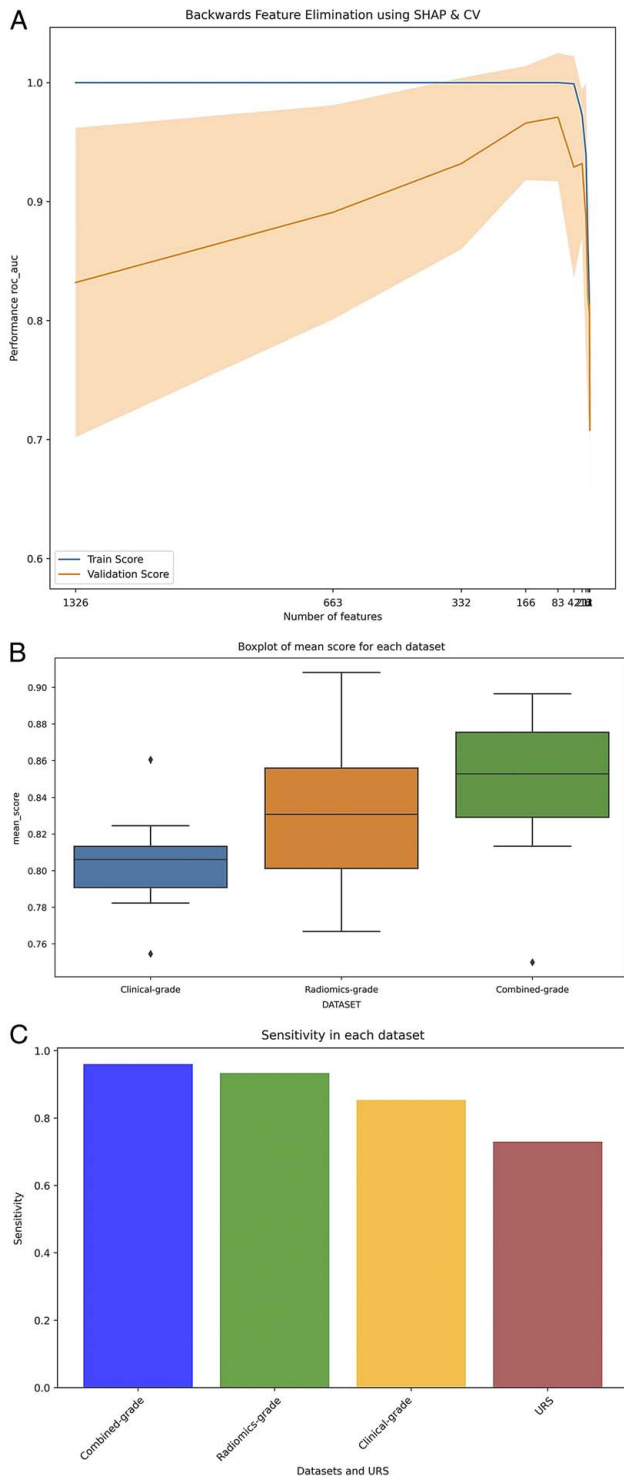 A
Backwards Feature Elimination using SHAP & CV
1.0
0.9
0.8
0.7
0.6
Performance roc_auc
Train Score
Validation Score
1326 663 332 166 83 42
Number of features
B
Boxplot of mean score for each dataset
0.90
0.88
0.86
0.84
0.82
0.80
0.78
0.76
mean_score
Clinical-grade Radiomics-grade Combined-grade
DATASET
C
Sensitivity in each dataset
1.0
0.8
0.6
0.4
0.2
0.0
Sensitivity
Combined-grade Radiomics-grade Clinical-grade URS
Datasets and URS